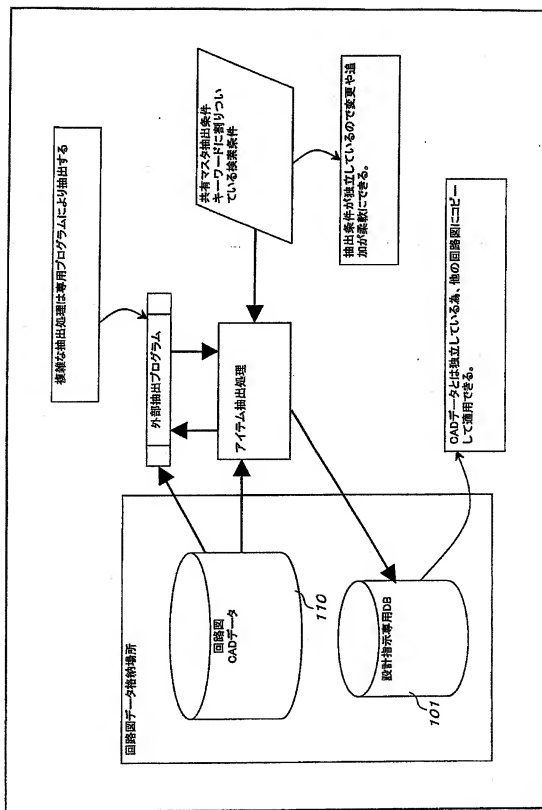 複雑な抽出処理は専用プログラムにより抽出する
外部抽出プログラム
共有マスタ抽出条件
キーワードに割りつい
ている検索条件
アイテム抽出処理
抽出条件が独立しているので変更や追
加が柔軟にできる。
回路図データ格納場所
回路図
CADデータ
110
設計指示専用DB
101
CADデータとは独立している為、他の回路図にコピー
して適用できる。